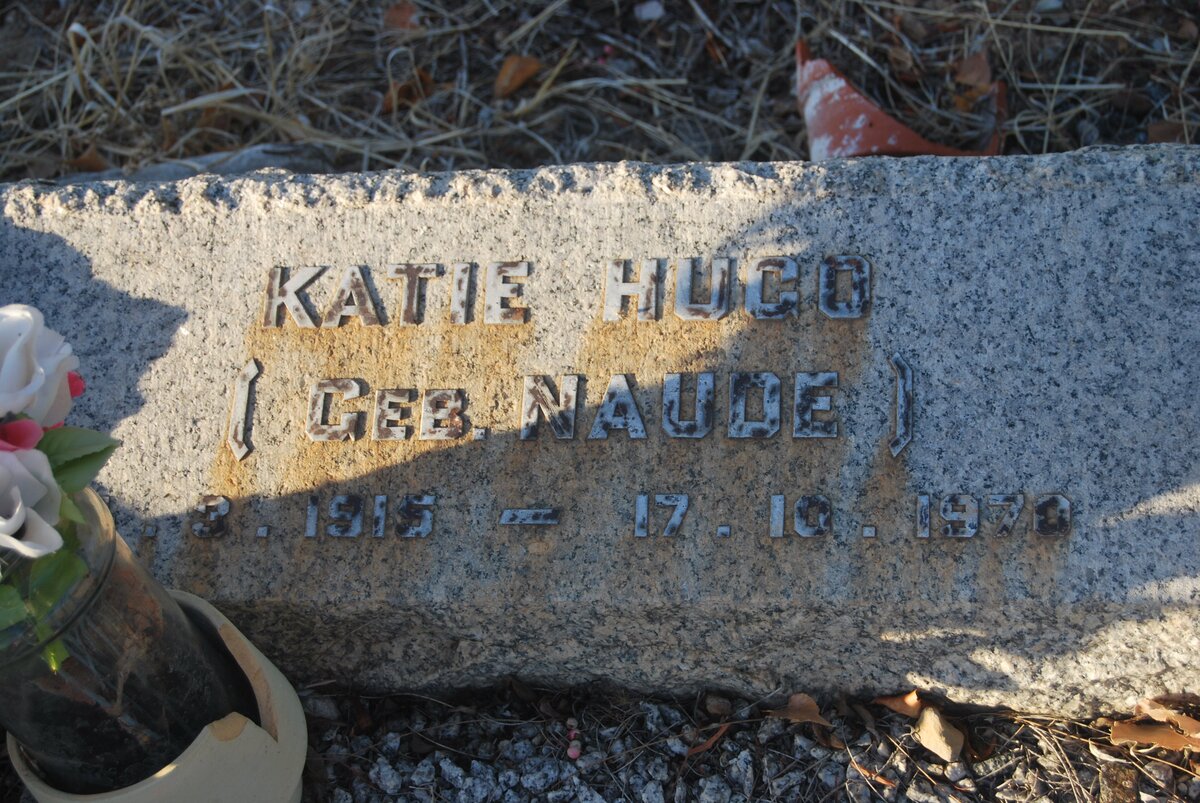 KATIE HUGO
( GEB. NAUDE )
. 3 . 1915 — 17 . 10 . 1970